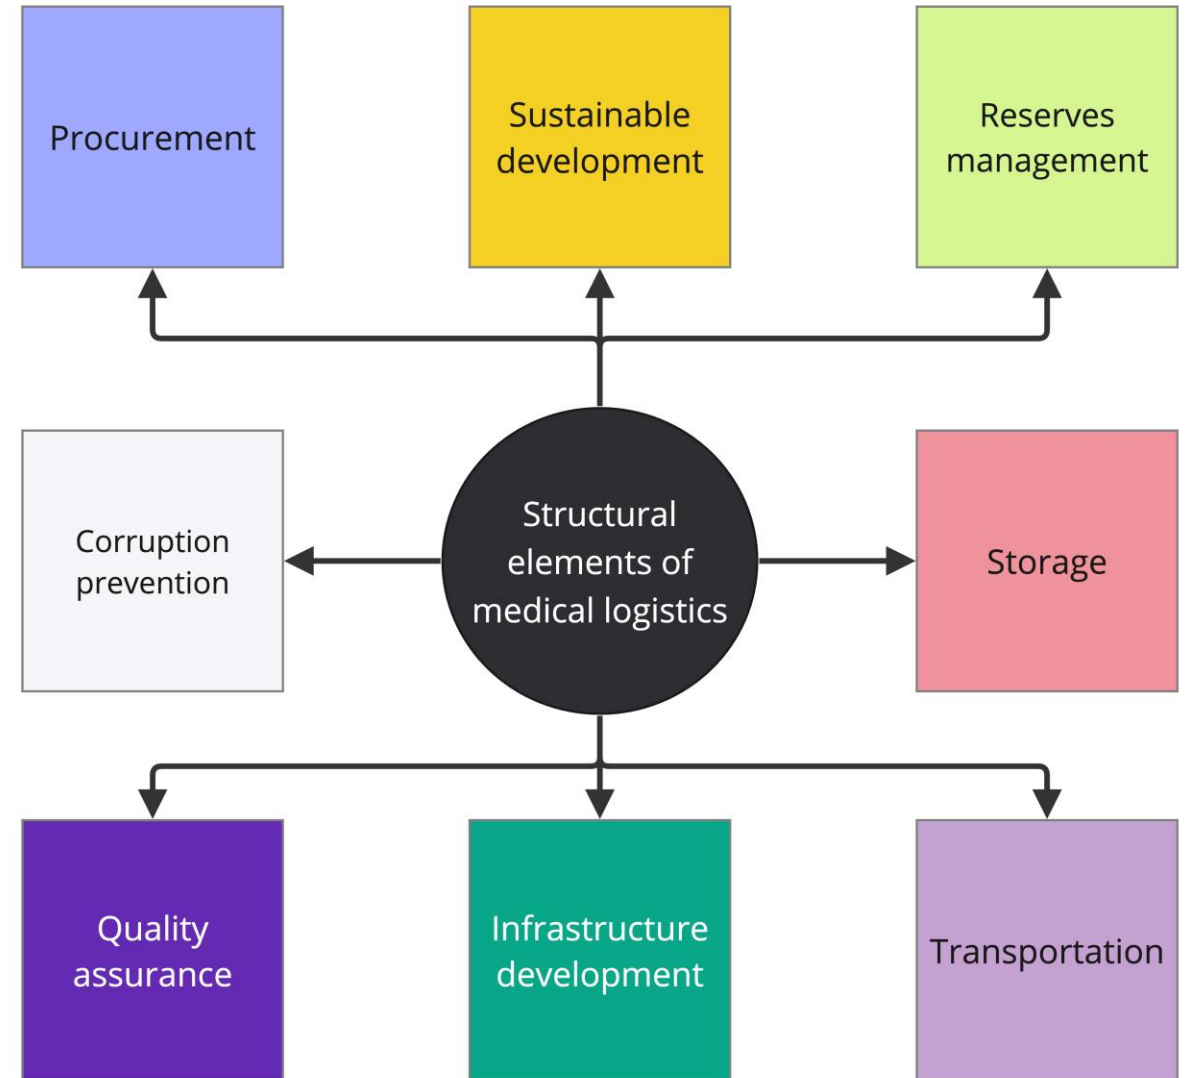 Procurement
Sustainable
development
Reserves
management
Corruption
prevention
Structural
elements of
medical logistics
Storage
Quality
assurance
Infrastructure
development
Transportation